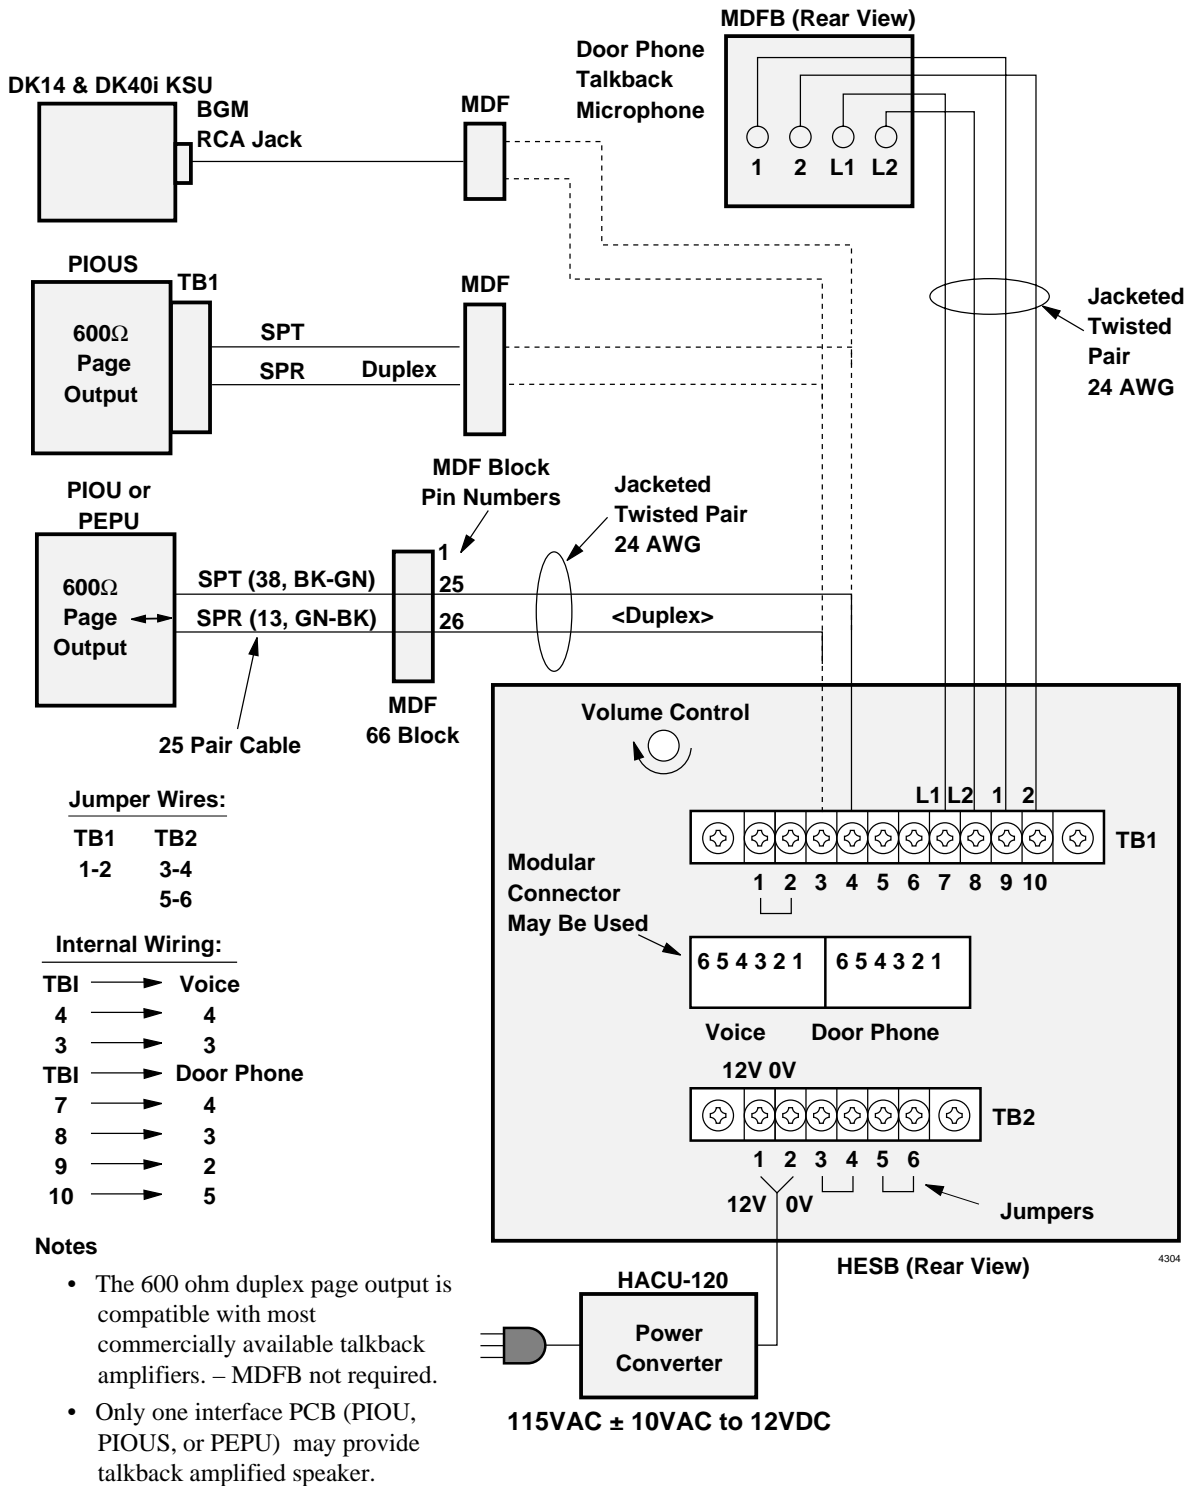 MDFB (Rear View)
Door Phone
Talkback
Microphone
1 2 L1 L2
DK14 & DK40i KSU
BGM
RCA Jack
MDF
PIOUS
TB1
600Ω
Page
Output
SPT
SPR
Duplex
MDF
Jacketed
Twisted
Pair
24 AWG
MDF Block
Pin Numbers
Jacketed
Twisted Pair
24 AWG
PIOU or
PEPU
600Ω
Page
Output
SPT (38, BK-GN)
SPR (13, GN-BK)
1
25
26
<Duplex>
MDF
66 Block
25 Pair Cable
Volume Control
L1 L2 1 2
TB1
1 2 3 4 5 6 7 8 9 10
Modular
Connector
May Be Used
6 5 4 3 2 1 6 5 4 3 2 1
Voice Door Phone
12V 0V
TB2
1 2 3 4 5 6
12V 0V
Jumpers
HESB (Rear View)
4304
Jumper Wires:
TB1 TB2
1-2 3-4
5-6
Internal Wiring:
TBI Voice
4 4
3 3
TBI Door Phone
7 4
8 3
9 2
10 5
Notes
• The 600 ohm duplex page output is
compatible with most
commercially available talkback
amplifiers. – MDFB not required.
• Only one interface PCB (PIOU,
PIOUS, or PEPU) may provide
talkback amplified speaker.
HACU-120
Power
Converter
115VAC ± 10VAC to 12VDC